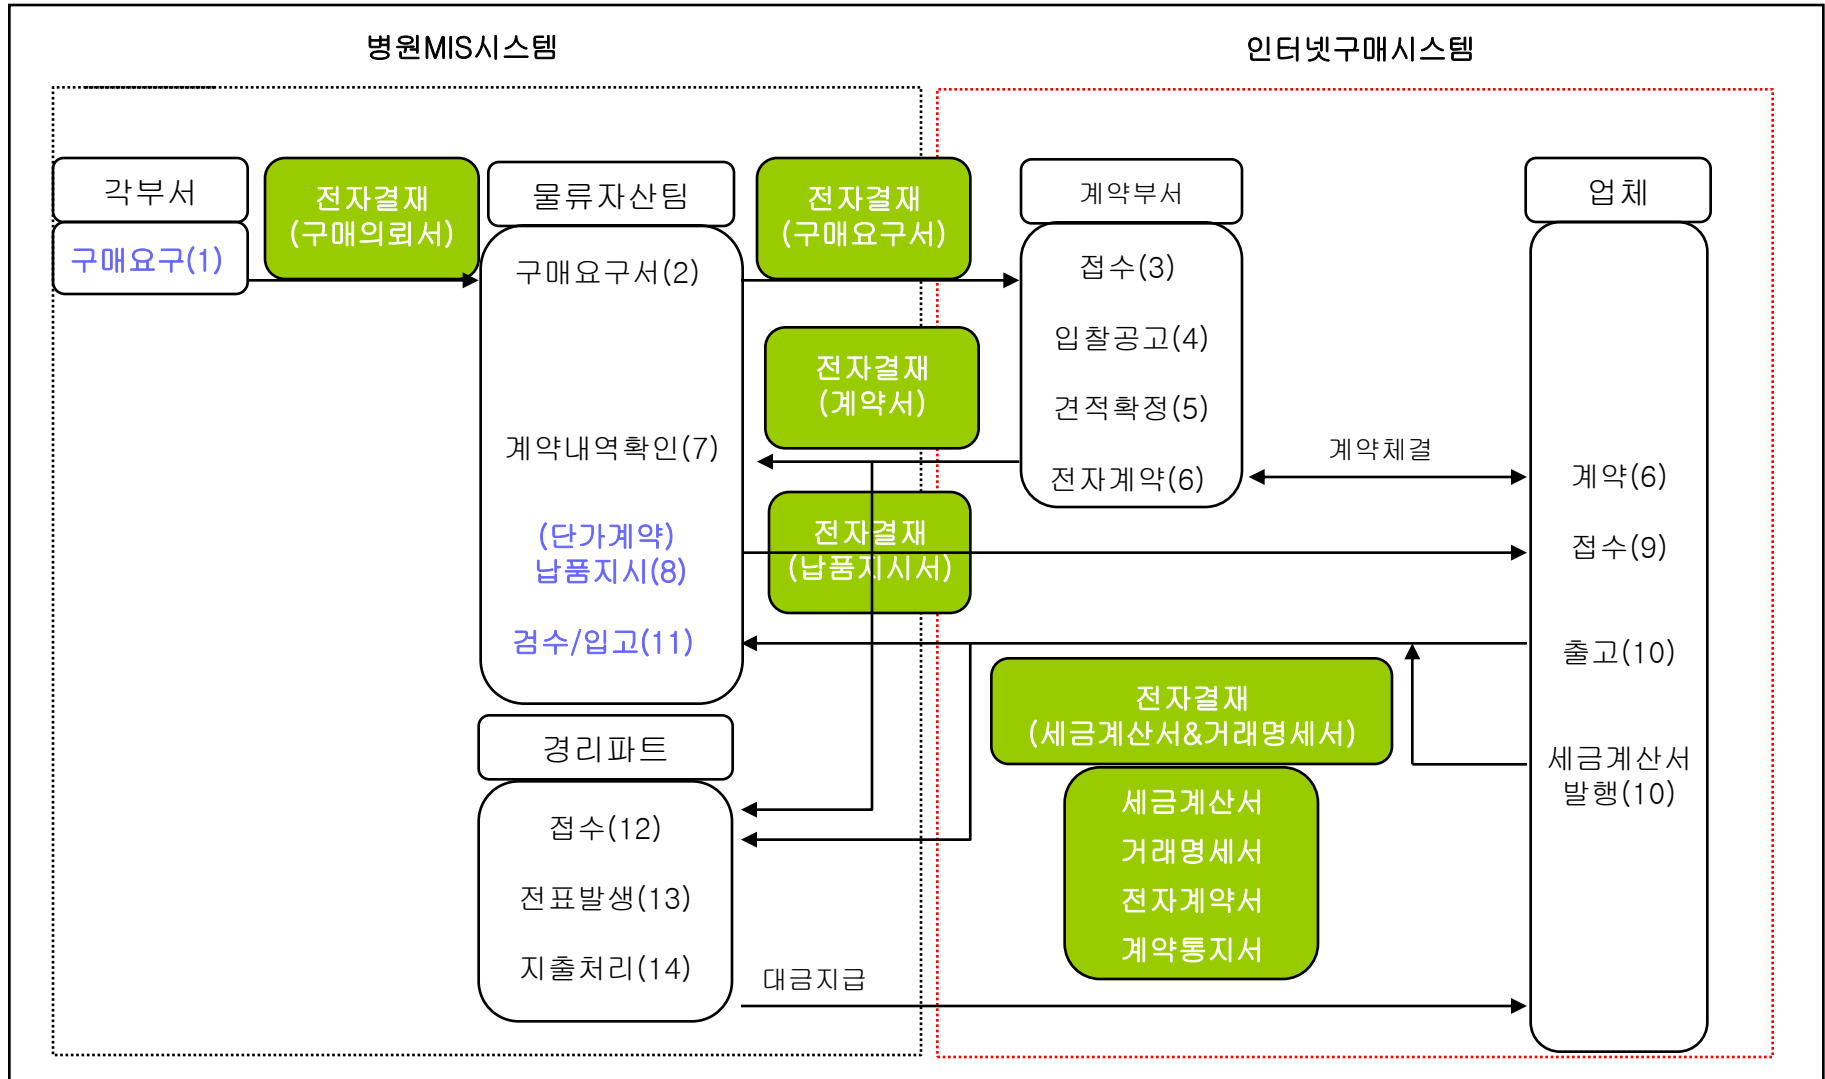 병원MIS시스템
인터넷구매시스템
각부서
구매요구(1)
전자결재
(구매의뢰서)
물류자산팀
구매요구서(2)
계약내역확인(7)
(단가계약)
납품지시(8)
검수/입고(11)
전자결재
(구매요구서)
전자결재
(계약서)
전자결재
(납품지시서)
계약부서
접수(3)
입찰공고(4)
견적확정(5)
전자계약(6)
계약체결
업체
계약(6)
접수(9)
출고(10)
세금계산서
발행(10)
전자결재
(세금계산서&거래명세서)
세금계산서
거래명세서
전자계약서
계약통지서
경리파트
접수(12)
전표발생(13)
지출처리(14)
대금지급